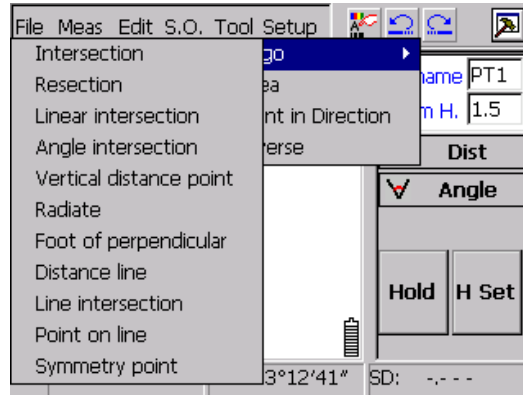 File Meas Edit S.O. Tool Setup
Intersection
Resection
Linear intersection
Angle intersection
Vertical distance point
Radiate
Foot of perpendicular
Distance line
Line intersection
Point on line
Symmetry point
go
ea
nt in Direction
verse
name PT1
m H. 1.5
Dist
Angle
Hold
H Set
3°12'41" SD: -.---